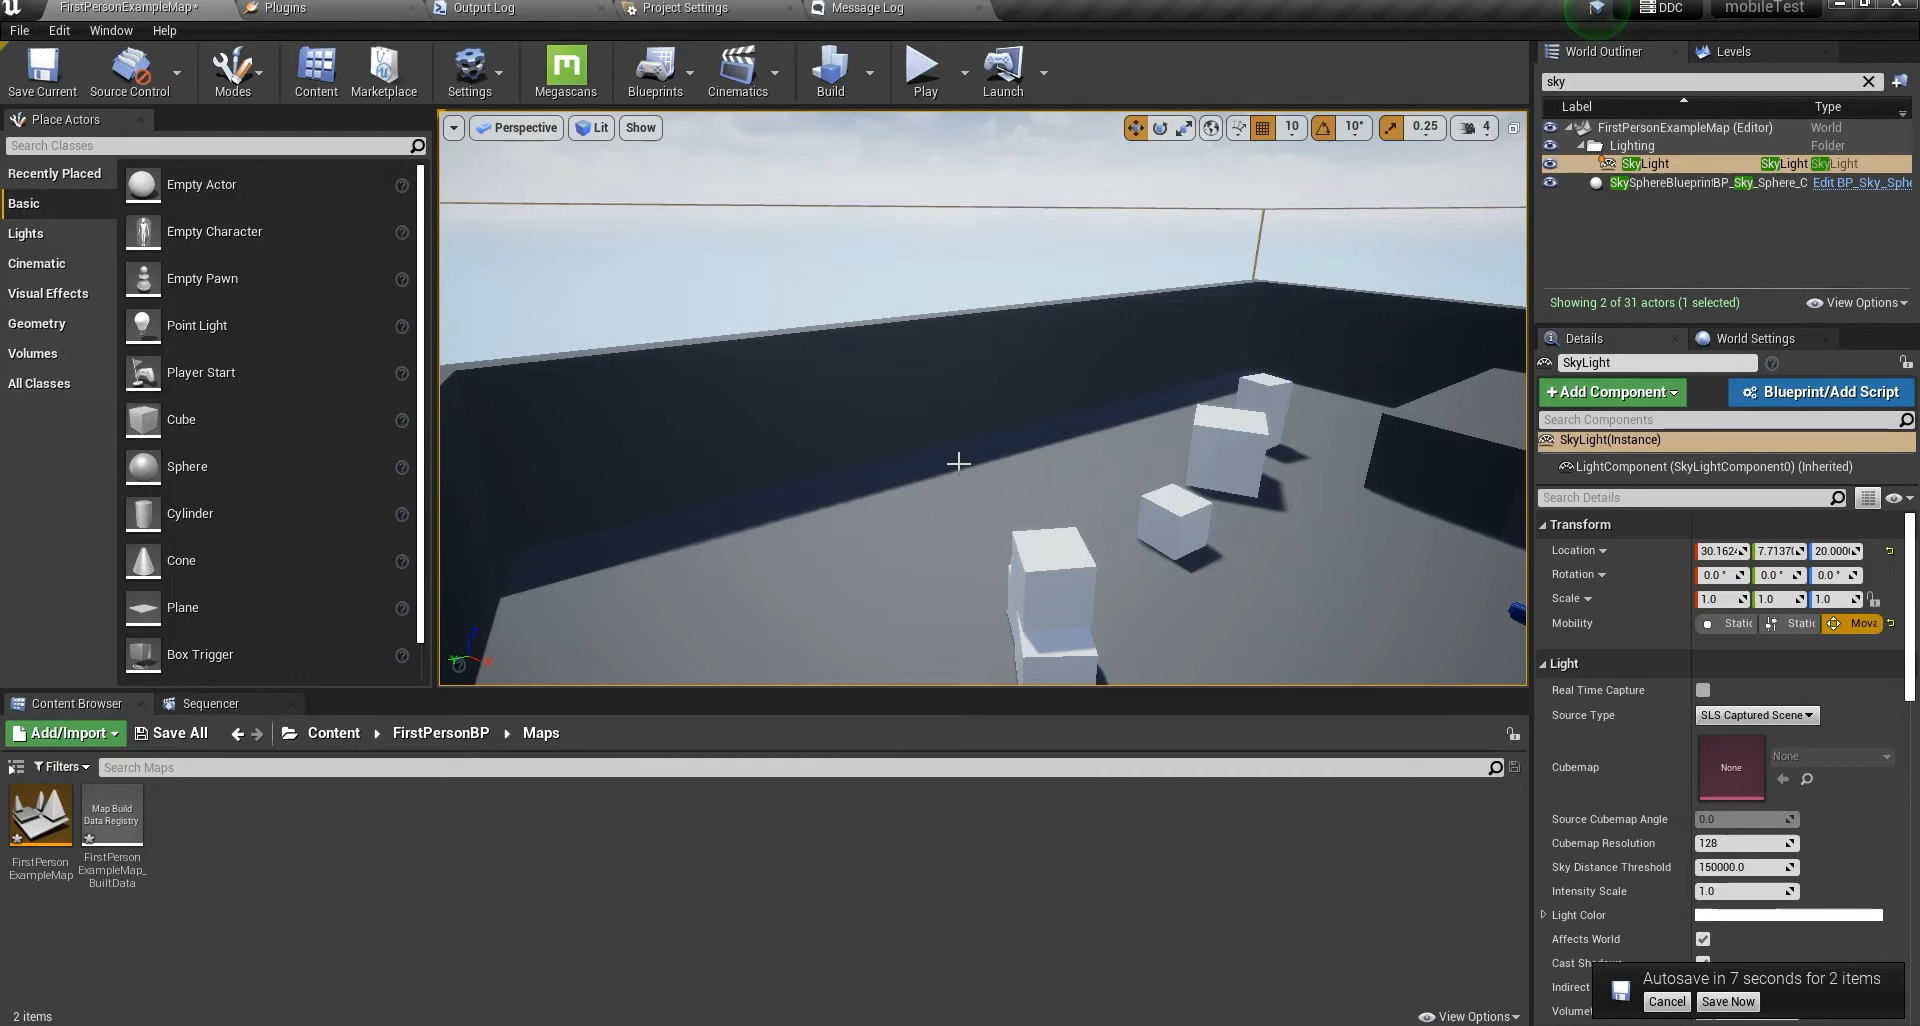 FirstPersonExampleMap*
Plugins
Output Log
Project Settings
Message Log
DDC
mobileTest
File
Edit
Window
Help
Save Current
Source Control
Modes
Content
Marketplace
Settings
Megascans
Blueprints
Cinematics
Build
Play
Launch
World Outliner
Levels
sky
Label
Type
FirstPersonExampleMap (Editor)
World
Lighting
Folder
SkyLight
SkyLight
SkyLight
SkySphereBlueprint
BP_Sky_Sphere_C
Edit BP_Sky_Sphe
Showing 2 of 31 actors (1 selected)
View Options
Place Actors
Search Classes
Recently Placed
Basic
Lights
Cinematic
Visual Effects
Geometry
Volumes
All Classes
Empty Actor
Empty Character
Empty Pawn
Point Light
Player Start
Cube
Sphere
Cylinder
Cone
Plane
Box Trigger
Perspective
Lit
Show
10
10°
0.25
4
Details
World Settings
SkyLight
+Add Component
Blueprint/Add Script
Search Components
SkyLight(Instance)
LightComponent (SkyLightComponent0) (Inherited)
Search Details
Transform
Location
20.000
Rotation
0.0 °
0.0 °
0.0 °
Scale
1.0
1.0
1.0
Mobility
Static
Static
Mova
Light
Real Time Capture
Source Type
SLS Captured Scene
Cubemap
None
None
Source Cubemap Angle
0.0
Cubemap Resolution
128
Sky Distance Threshold
150000.0
Intensity Scale
1.0
Light Color
Affects World
Cast Shadows
Indirect
Volumet
Autosave in 7 seconds for 2 items
Cancel
Save Now
Content Browser
Sequencer
Add/Import
Save All
Content
FirstPersonBP
Maps
Filters
Search Maps
Map Build
Data Registry
FirstPerson
ExampleMap
FirstPerson
ExampleMap_
BuiltData
2 items
View Options